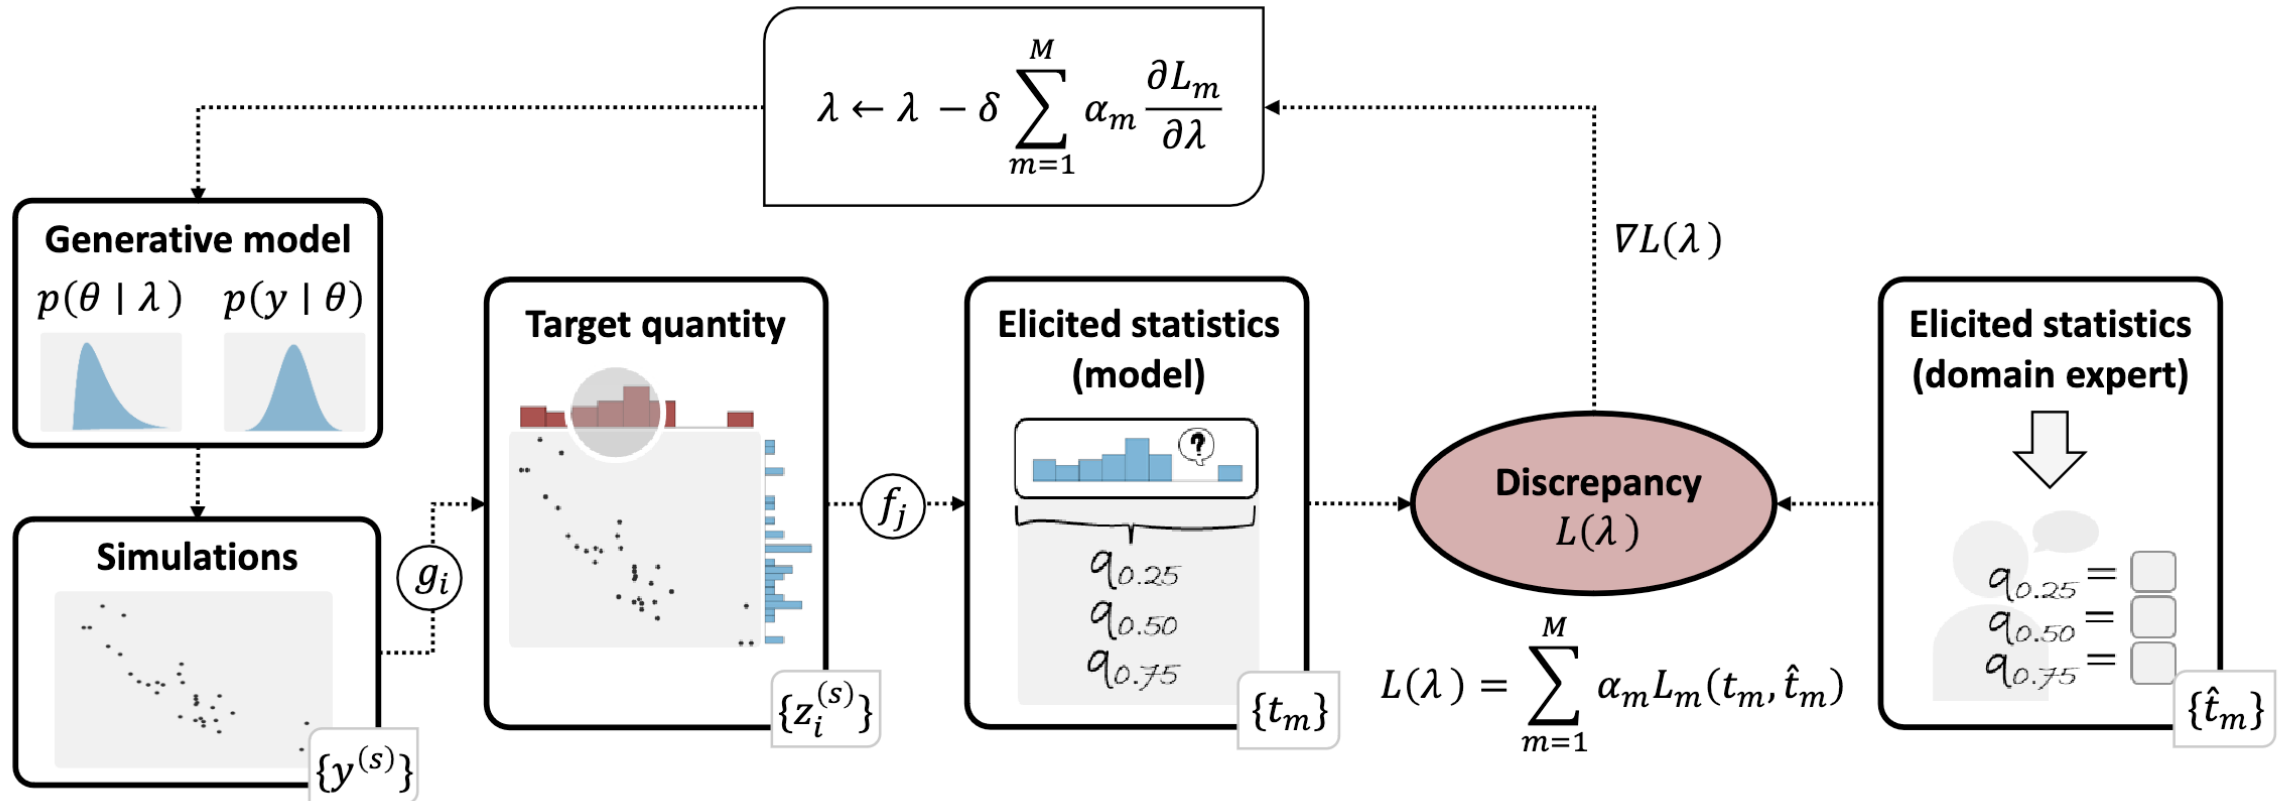 λ ← λ − δ ∑_{m=1}^{M} α_m ∂L_m/∂λ
Generative model
p(θ | λ) p(y | θ)
Simulations
{y^(s)}
g_i
Target quantity
{z_i^(s)}
f_j
Elicited statistics
(model)
?
q_0.25
q_0.50
q_0.75
{t_m}
∇L(λ)
Discrepancy
L(λ)
L(λ) = ∑_{m=1}^{M} α_m L_m(t_m, t̂_m)
Elicited statistics
(domain expert)
q_0.25 =
q_0.50 =
q_0.75 =
{t̂_m}